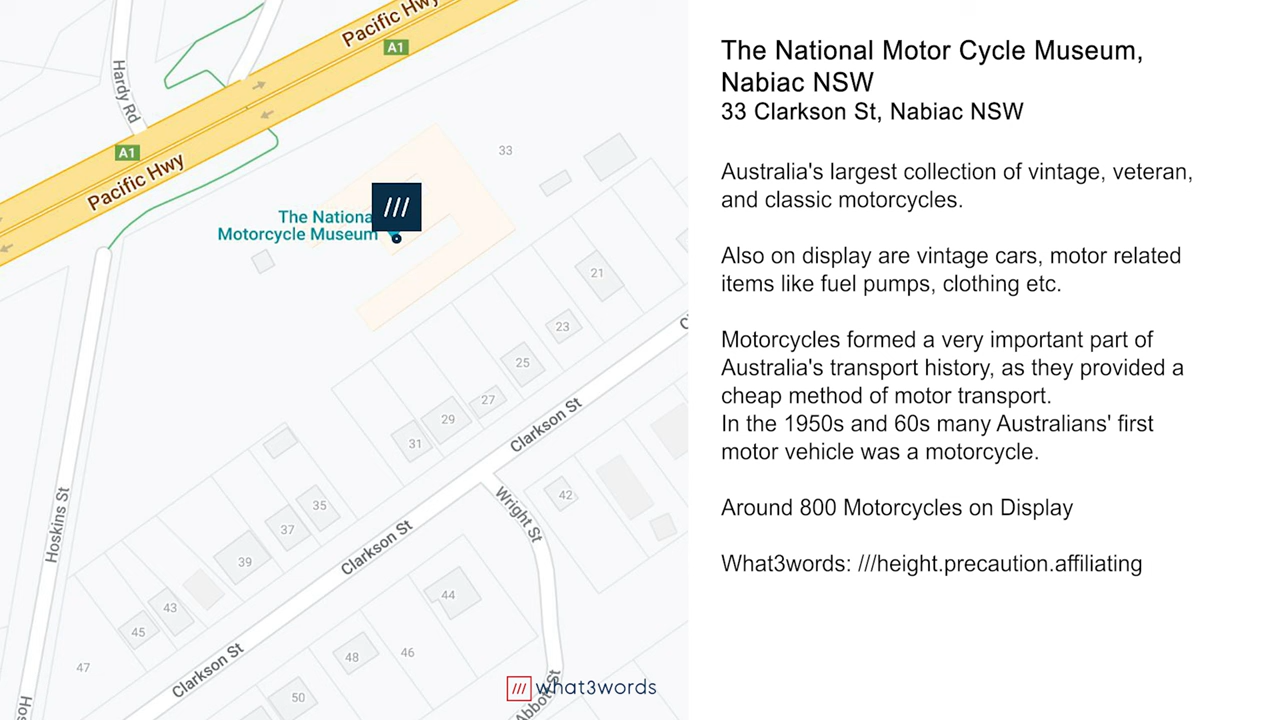 Pacific Hwy
A1
Hardy Rd
A1
Pacific Hwy
33
The Nationa
Motorcycle Museum
21
23
25
27
29
31
Clarkson St
35
37
39
43
45
47
Hoskins St
Clarkson St
Wright St
42
44
46
48
50
Clarkson St
Abbott St
what3words
The National Motor Cycle Museum,
Nabiac NSW
33 Clarkson St, Nabiac NSW
Australia's largest collection of vintage, veteran,
and classic motorcycles.
Also on display are vintage cars, motor related
items like fuel pumps, clothing etc.
Motorcycles formed a very important part of
Australia's transport history, as they provided a
cheap method of motor transport.
In the 1950s and 60s many Australians' first
motor vehicle was a motorcycle.
Around 800 Motorcycles on Display
What3words: ///height.precaution.affiliating